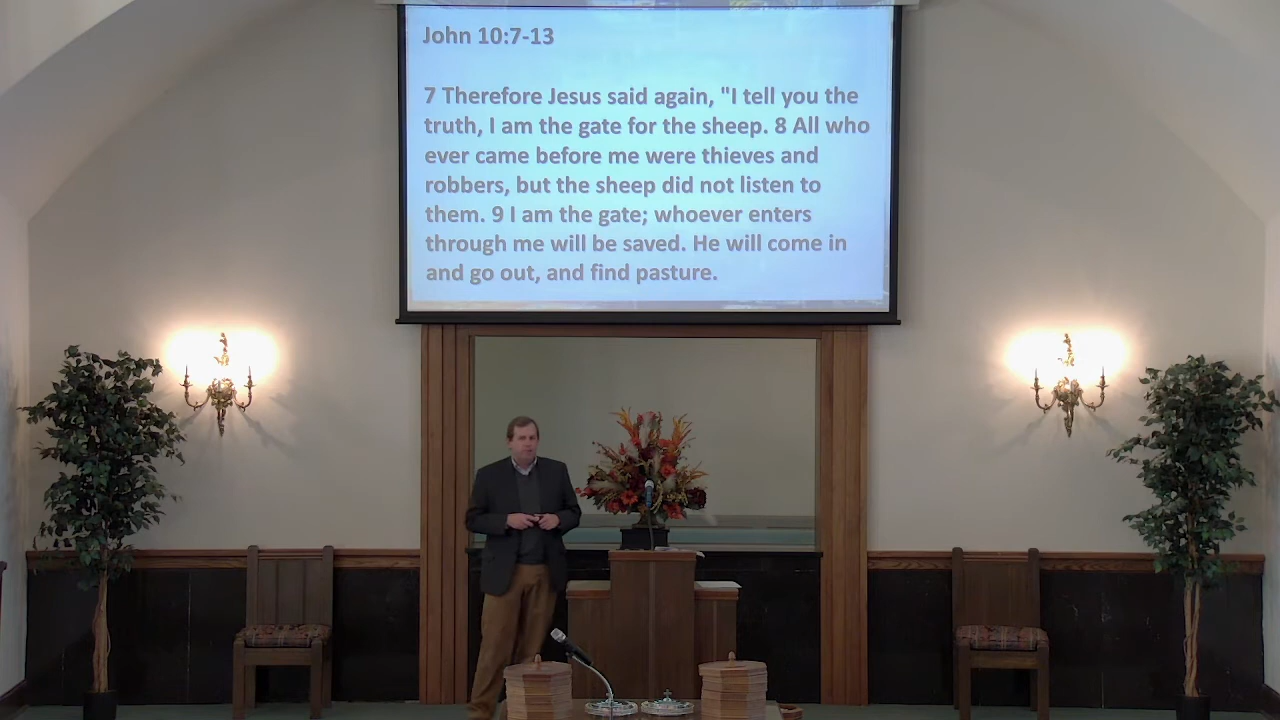 John 10:7-13
7 Therefore Jesus said again, "I tell you the
truth, I am the gate for the sheep. 8 All who
ever came before me were thieves and
robbers, but the sheep did not listen to
them. 9 I am the gate; whoever enters
through me will be saved. He will come in
and go out, and find pasture.